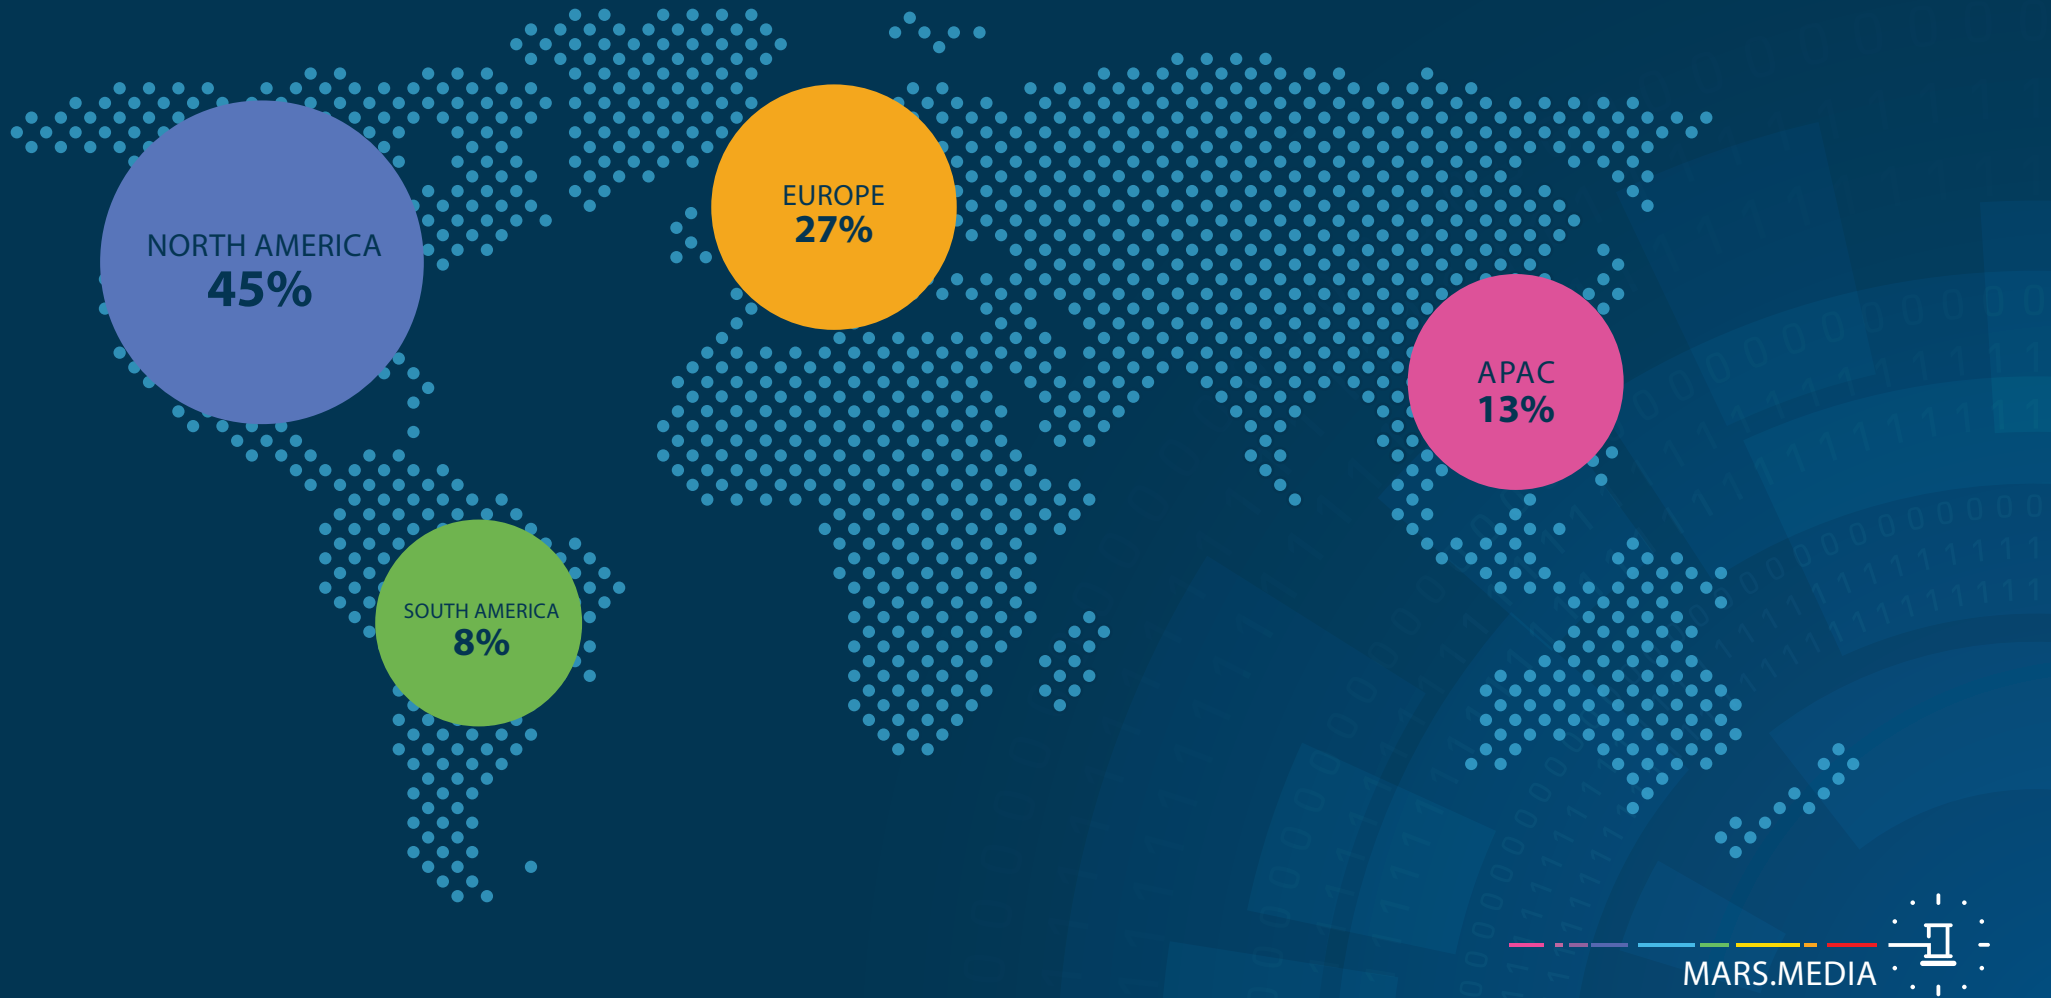 NORTH AMERICA
45%
EUROPE
27%
APAC
13%
SOUTH AMERICA
8%
MARS.MEDIA